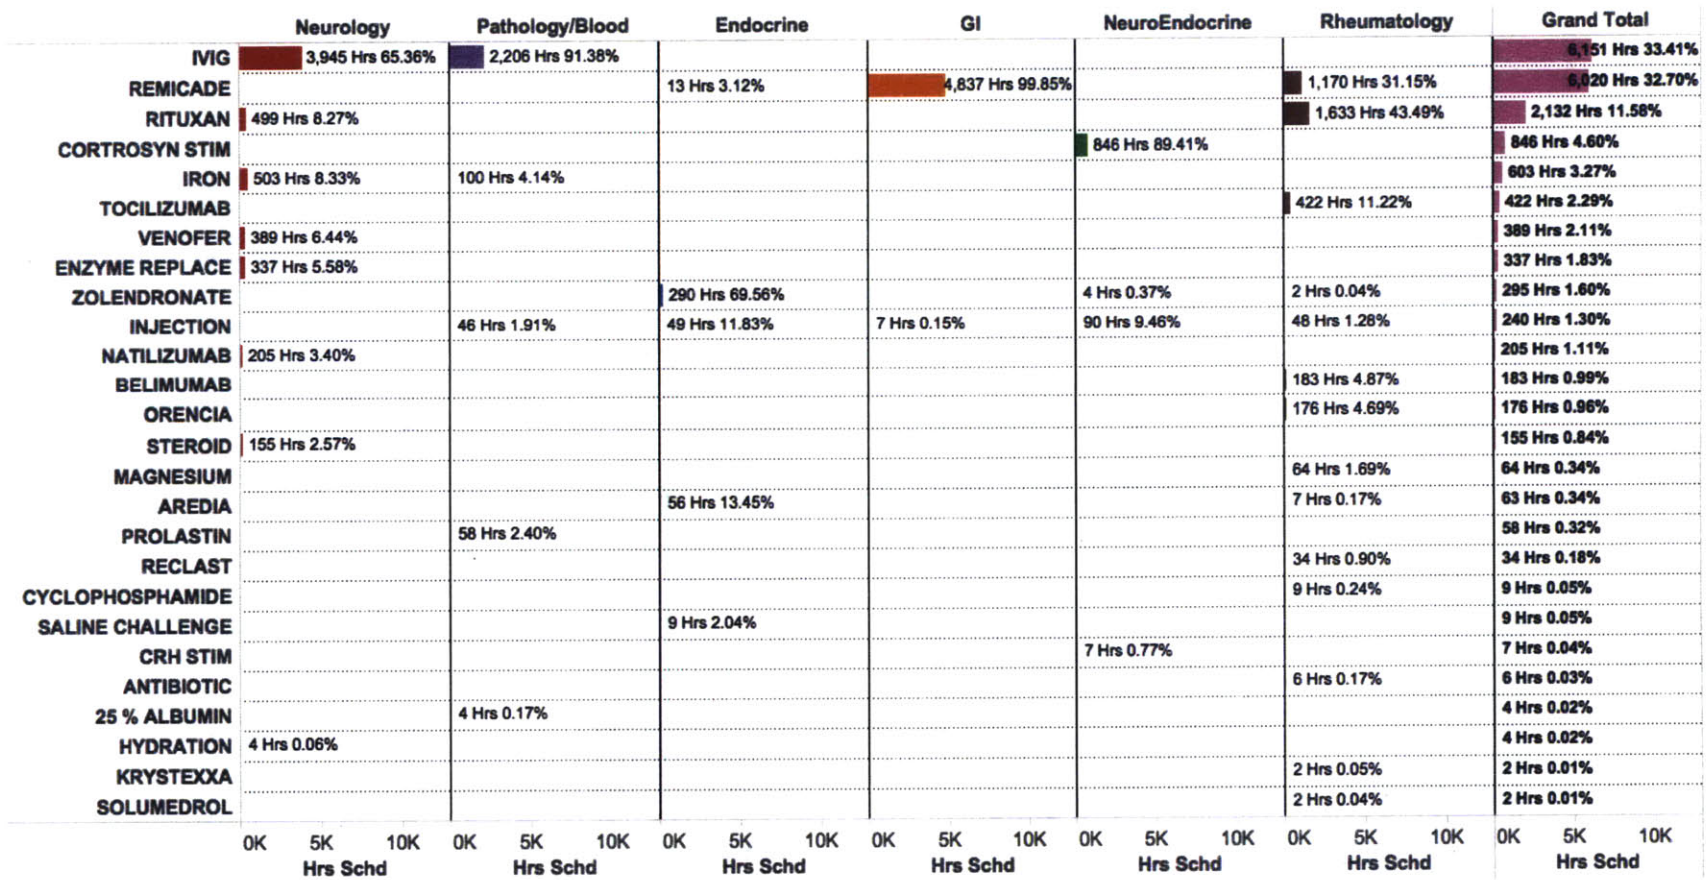 Neurology Pathology/Blood Endocrine GI NeuroEndocrine Rheumatology Grand Total
IVIG 3,945 Hrs 65.36% 2,206 Hrs 91.38% 6,151 Hrs 33.41%
REMICADE 13 Hrs 3.12% 4,837 Hrs 99.85% 1,170 Hrs 31.15% 6,020 Hrs 32.70%
RITUXAN 499 Hrs 8.27% 1,633 Hrs 43.49% 2,132 Hrs 11.58%
CORTROSYN STIM 846 Hrs 89.41% 846 Hrs 4.60%
IRON 503 Hrs 8.33% 100 Hrs 4.14% 603 Hrs 3.27%
TOCILIZUMAB 422 Hrs 11.22% 422 Hrs 2.29%
VENOFER 389 Hrs 6.44% 389 Hrs 2.11%
ENZYME REPLACE 337 Hrs 5.58% 337 Hrs 1.83%
ZOLENDRONATE 290 Hrs 69.56% 4 Hrs 0.37% 2 Hrs 0.04% 295 Hrs 1.60%
INJECTION 46 Hrs 1.91% 49 Hrs 11.83% 7 Hrs 0.15% 90 Hrs 9.46% 48 Hrs 1.28% 240 Hrs 1.30%
NATILIZUMAB 205 Hrs 3.40% 205 Hrs 1.11%
BELIMUMAB 183 Hrs 4.87% 183 Hrs 0.99%
ORENCIA 176 Hrs 4.69% 176 Hrs 0.96%
STEROID 155 Hrs 2.57% 155 Hrs 0.84%
MAGNESIUM 64 Hrs 1.69% 64 Hrs 0.34%
AREDIA 56 Hrs 13.45% 7 Hrs 0.17% 63 Hrs 0.34%
PROLASTIN 58 Hrs 2.40% 58 Hrs 0.32%
RECLAST 34 Hrs 0.90% 34 Hrs 0.18%
CYCLOPHOSPHAMIDE 9 Hrs 0.24% 9 Hrs 0.05%
SALINE CHALLENGE 9 Hrs 2.04% 9 Hrs 0.05%
CRH STIM 7 Hrs 0.77% 7 Hrs 0.04%
ANTIBIOTIC 6 Hrs 0.17% 6 Hrs 0.03%
25 % ALBUMIN 4 Hrs 0.17% 4 Hrs 0.02%
HYDRATION 4 Hrs 0.06% 4 Hrs 0.02%
KRYSTEXXA 2 Hrs 0.05% 2 Hrs 0.01%
SOLUMEDROL 2 Hrs 0.04% 2 Hrs 0.01%
0K 5K 10K 0K 5K 10K 0K 5K 10K 0K 5K 10K 0K 5K 10K 0K 5K 10K 0K 5K 10K
Hrs Schd Hrs Schd Hrs Schd Hrs Schd Hrs Schd Hrs Schd Hrs Schd